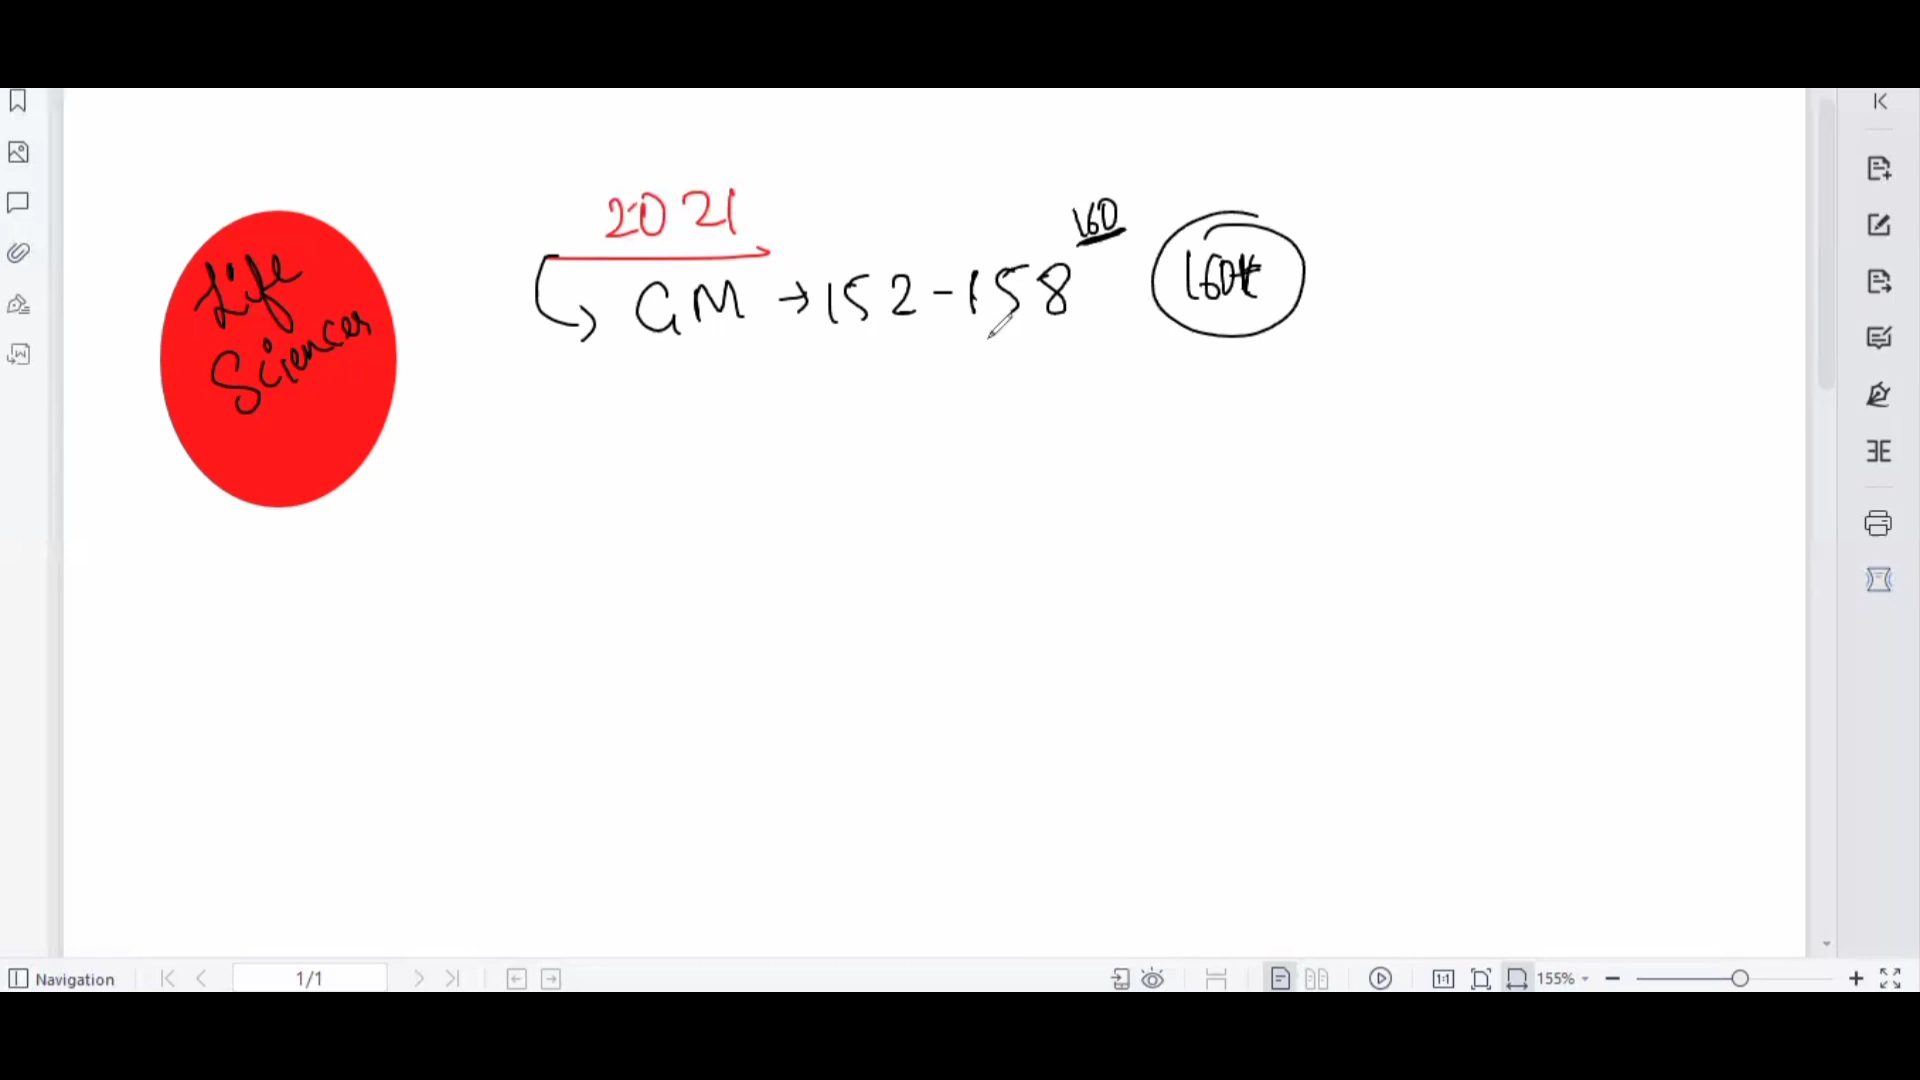 Life
Sciences
2021
GM → 152-158
160
160+
Navigation
1/1
155%